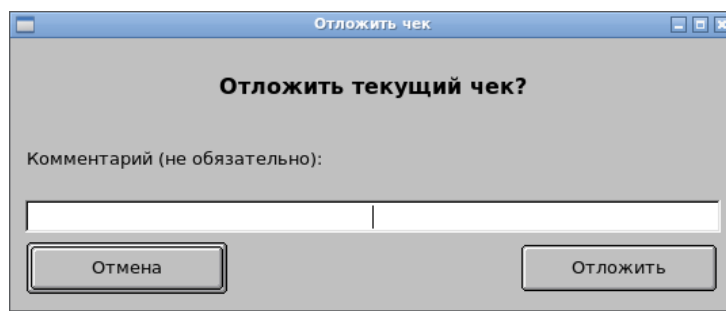 Отложить чек
Отложить текущий чек?
Комментарий (не обязательно):
Отмена
Отложить